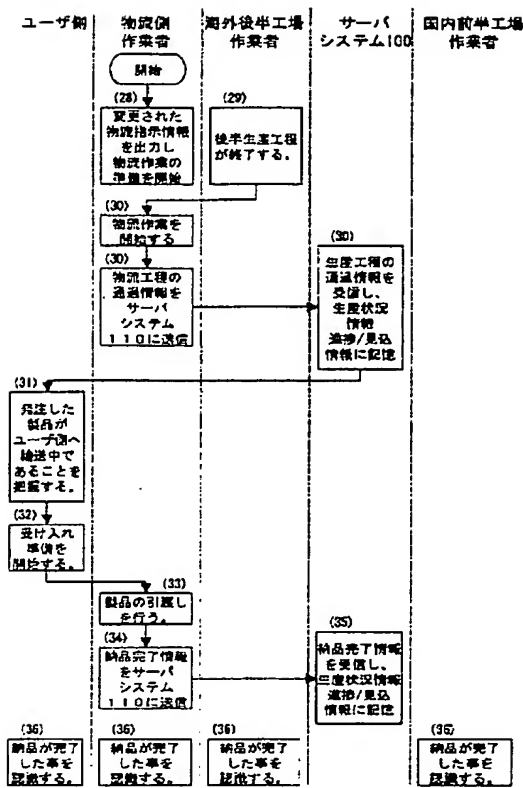 ユーザ側
物流側
作業者
海外後半工場
作業者
サーバ
システム100
国内前半工場
作業者
開始
(28)
変更された
物流指示情報
を出力し
物流作業の
準備を開始
(29)
後半生産工程
が終了する。
(30)
物流作業を
開始する
(30)
物流工程の
通過情報を
サーバ
システム
110に送信
(30)
生産工程の
通過情報を
受信し、
生産状況
情報
進捗/見込
情報に記憶
(31)
発注した
製品が
ユーザ側へ
輸送中で
あることを
把握する。
(32)
受け入れ
準備を
開始する。
(33)
製品の引渡し
を行う。
(34)
納品完了情報
をサーバ
システム
110に送信
(35)
納品完了情報
を受信し、
生産状況情報
進捗/見込
情報に記憶
(36)
納品が完了
した事を
認識する。
(36)
納品が完了
した事を
認識する。
(36)
納品が完了
した事を
認識する。
(36)
納品が完了
した事を
認識する。